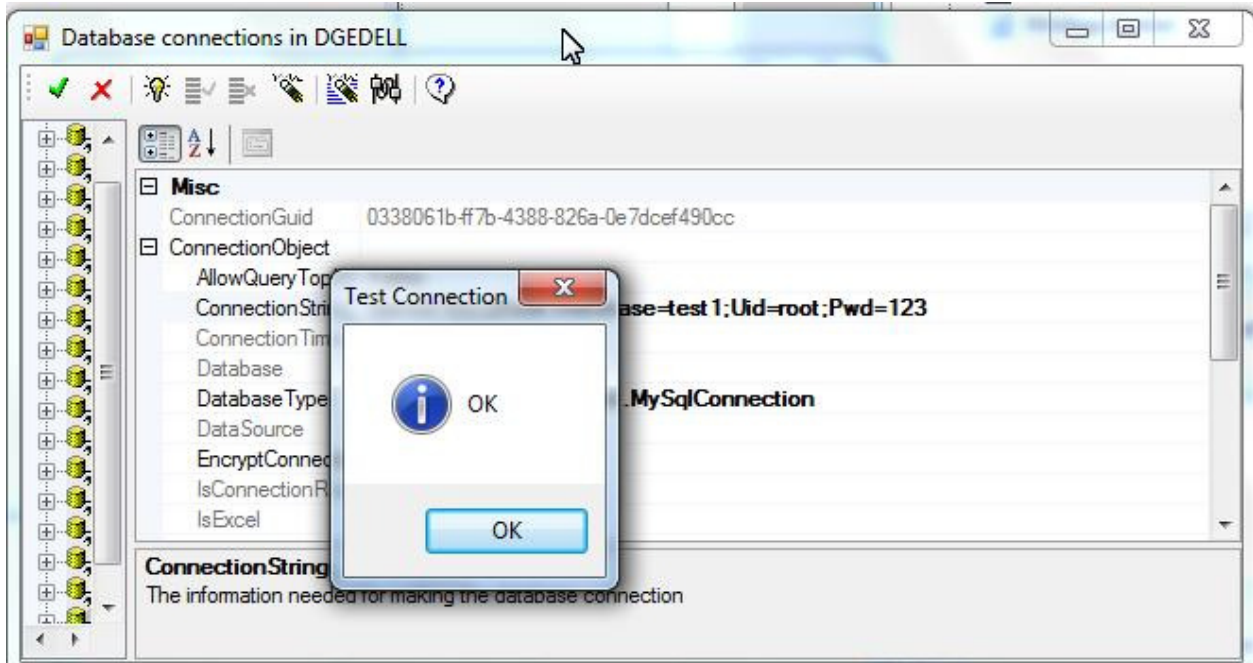 Database connections in DGEDELL
Misc
ConnectionGuid 0338061b-ff7b-4388-826a-0e7dcef490cc
ConnectionObject
AllowQueryTop
ConnectionStri ase=test1;Uid=root;Pwd=123
Test Connection
ConnectionTim
Database
DatabaseType .MySqlConnection
OK
DataSource
EncryptConnec
IsConnectionR
IsExcel
OK
ConnectionString
The information needed for making the database connection